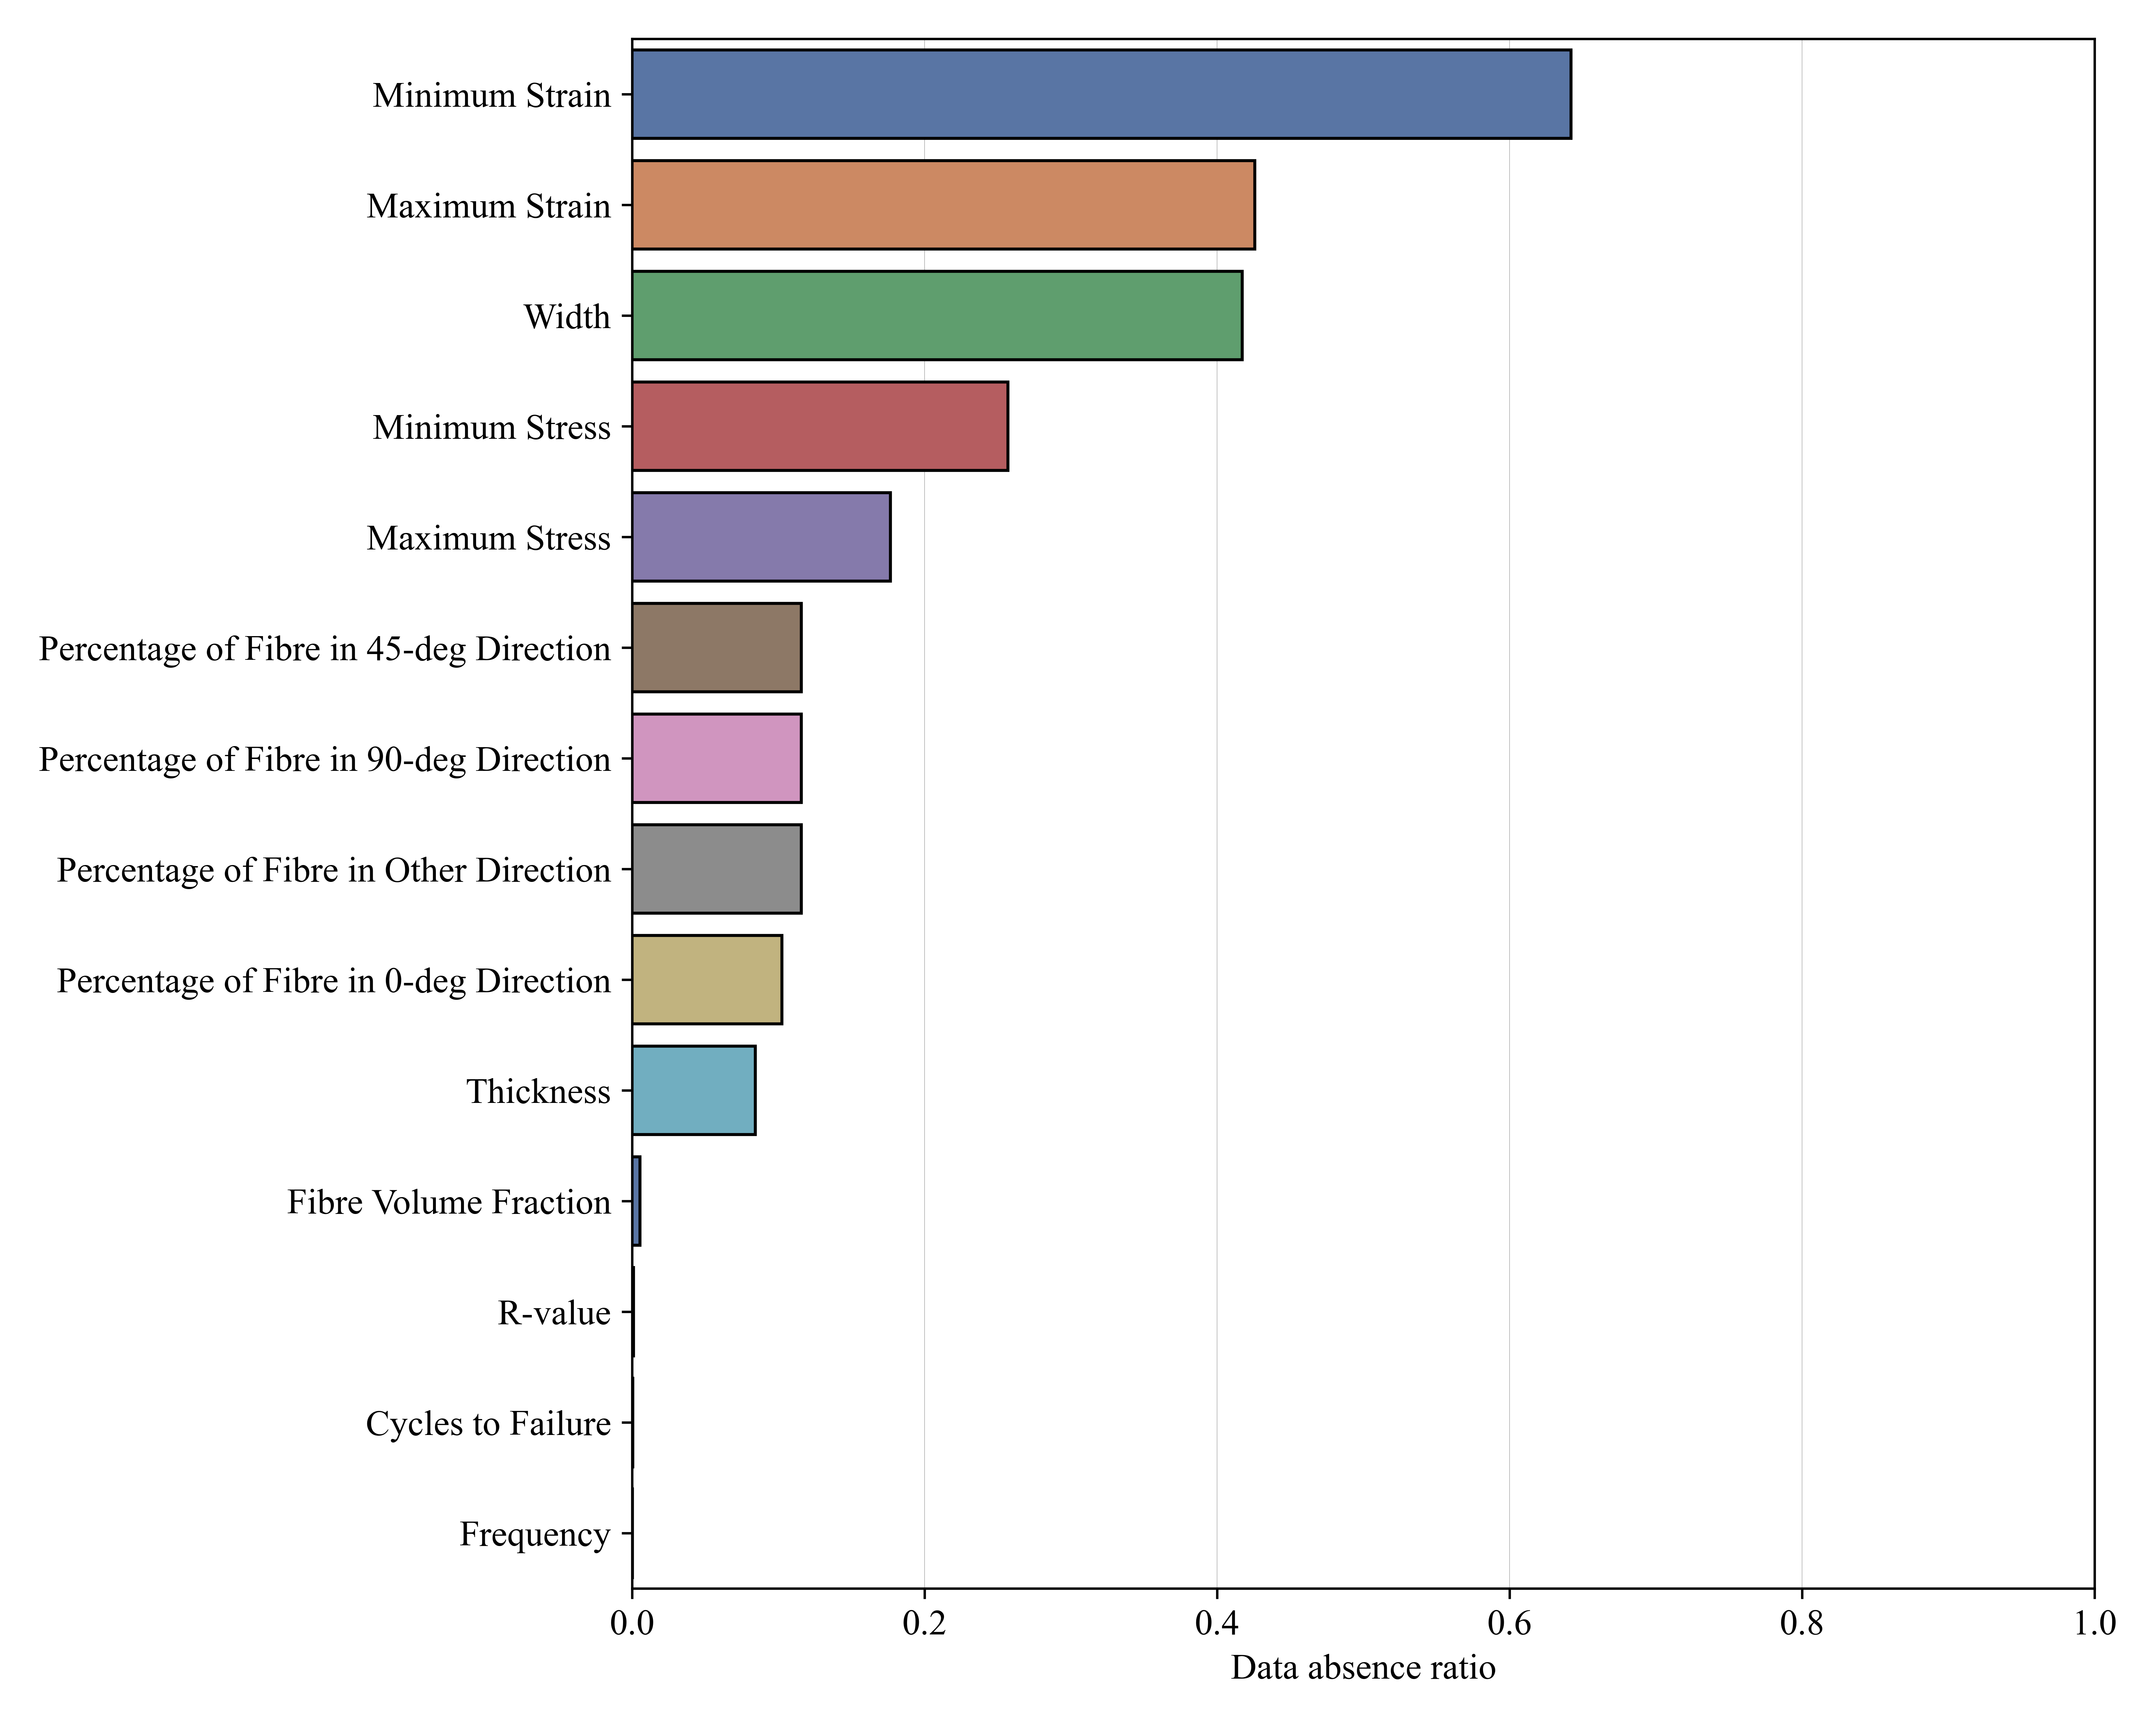 Minimum Strain
Maximum Strain
Width
Minimum Stress
Maximum Stress
Percentage of Fibre in 45-deg Direction
Percentage of Fibre in 90-deg Direction
Percentage of Fibre in Other Direction
Percentage of Fibre in 0-deg Direction
Thickness
Fibre Volume Fraction
R-value
Cycles to Failure
Frequency
0.0 0.2 0.4 0.6 0.8 1.0
Data absence ratio